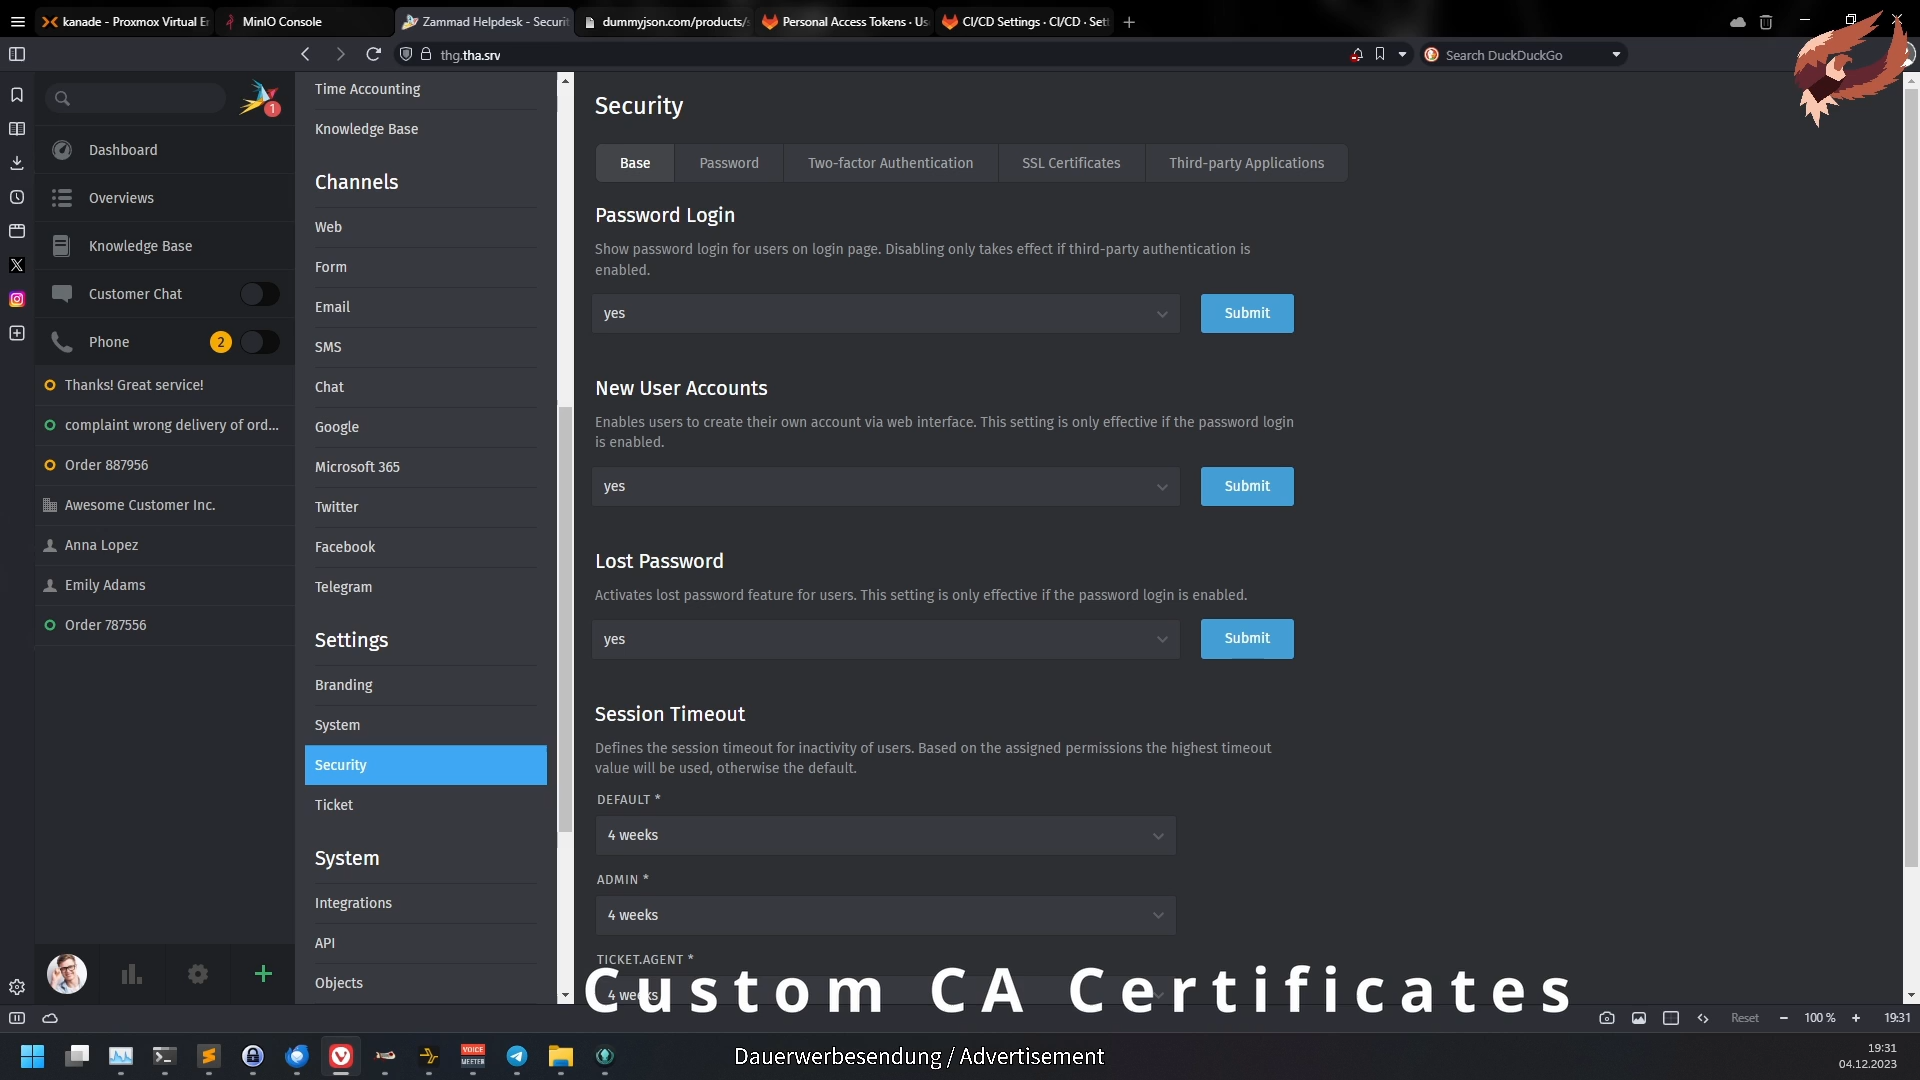 kanade - Proxmox Virtual Er
MinIO Console
Zammad Helpdesk - Securit
dummyjson.com/products/
Personal Access Tokens · Us
CI/CD Settings · CI/CD · Sett
thg.tha.srv
Search DuckDuckGo
1
Dashboard
Overviews
Knowledge Base
Customer Chat
Phone
2
Thanks! Great service!
complaint wrong delivery of ord...
Order 887956
Awesome Customer Inc.
Anna Lopez
Emily Adams
Order 787556
Time Accounting
Knowledge Base
Channels
Web
Form
Email
SMS
Chat
Google
Microsoft 365
Twitter
Facebook
Telegram
Settings
Branding
System
Security
Ticket
System
Integrations
API
Objects
Security
Base
Password
Two-factor Authentication
SSL Certificates
Third-party Applications
Password Login
Show password login for users on login page. Disabling only takes effect if third-party authentication is
enabled.
yes
Submit
New User Accounts
Enables users to create their own account via web interface. This setting is only effective if the password login
is enabled.
yes
Submit
Lost Password
Activates lost password feature for users. This setting is only effective if the password login is enabled.
yes
Submit
Session Timeout
Defines the session timeout for inactivity of users. Based on the assigned permissions the highest timeout
value will be used, otherwise the default.
DEFAULT *
4 weeks
ADMIN *
4 weeks
TICKET.AGENT *
4 weeks
Custom CA Certificates
Reset
100 %
19:31
VOICE
MEETER
Dauerwerbesendung / Advertisement
19:31
04.12.2023